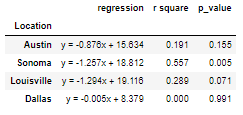 regression r square p_value
Location
Austin y = -0.876x + 15.634 0.191 0.155
Sonoma y = -1.257x + 18.812 0.557 0.005
Louisville y = -1.294x + 19.116 0.289 0.071
Dallas y = -0.005x + 8.379 0.000 0.991